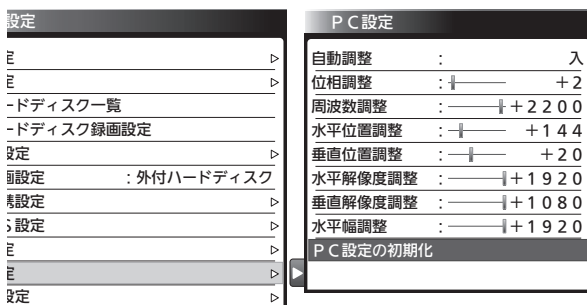 設定
定
定
ードディスク一覧
ードディスク録画設定
設定
画設定 :外付ハードディスク
携設定
設定
定
定
設定
PC設定
自動調整 : 入
位相調整 : +2
周波数調整 : +2200
水平位置調整 : +144
垂直位置調整 : +20
水平解像度調整 : +1920
垂直解像度調整 : +1080
水平幅調整 : +1920
PC設定の初期化